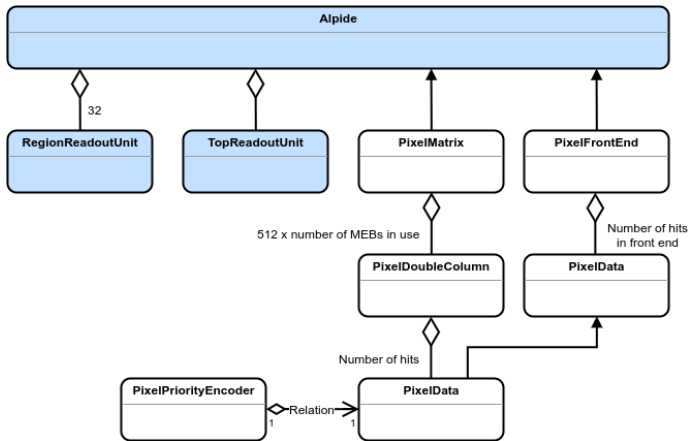 Alpide
32
RegionReadoutUnit
TopReadoutUnit
PixelMatrix
PixelFrontEnd
512 x number of MEBs in use
Number of hits
in front end
PixelDoubleColumn
PixelData
Number of hits
PixelPriorityEncoder
Relation
1
1
PixelData